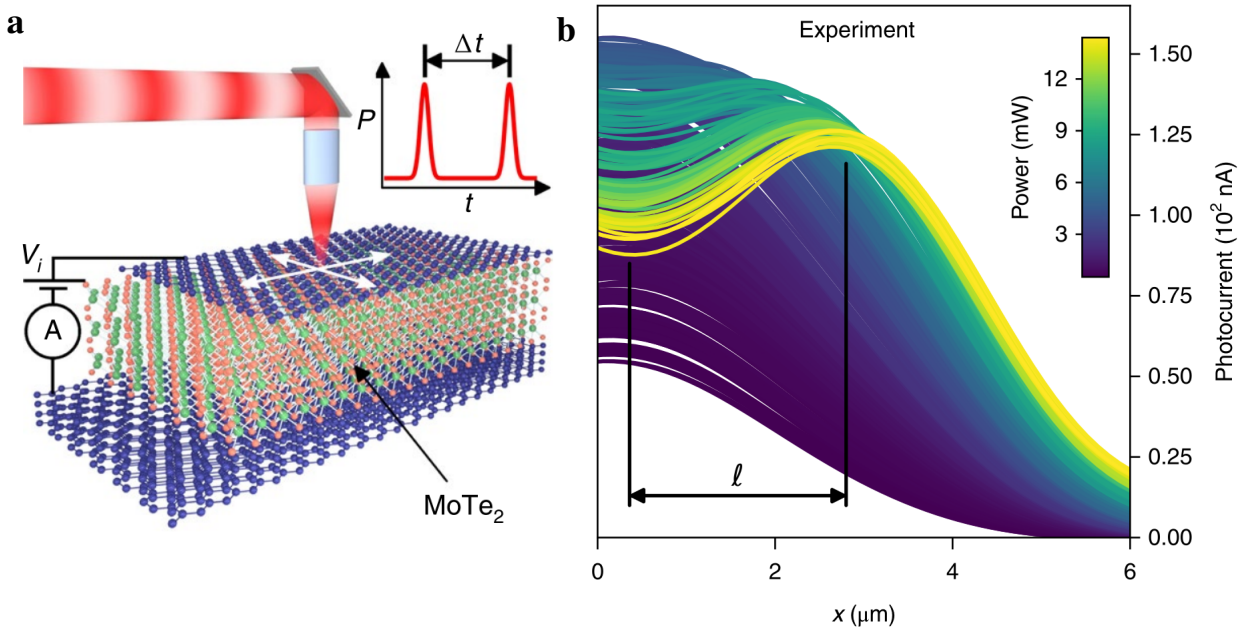 a
Δt
P
t
V_i
A
MoTe₂
b
Experiment
Power (mW)
12
9
6
3
1.50
1.25
1.00
0.75
0.50
0.25
0.00
Photocurrent (10² nA)
ℓ
0
2
4
6
x (μm)